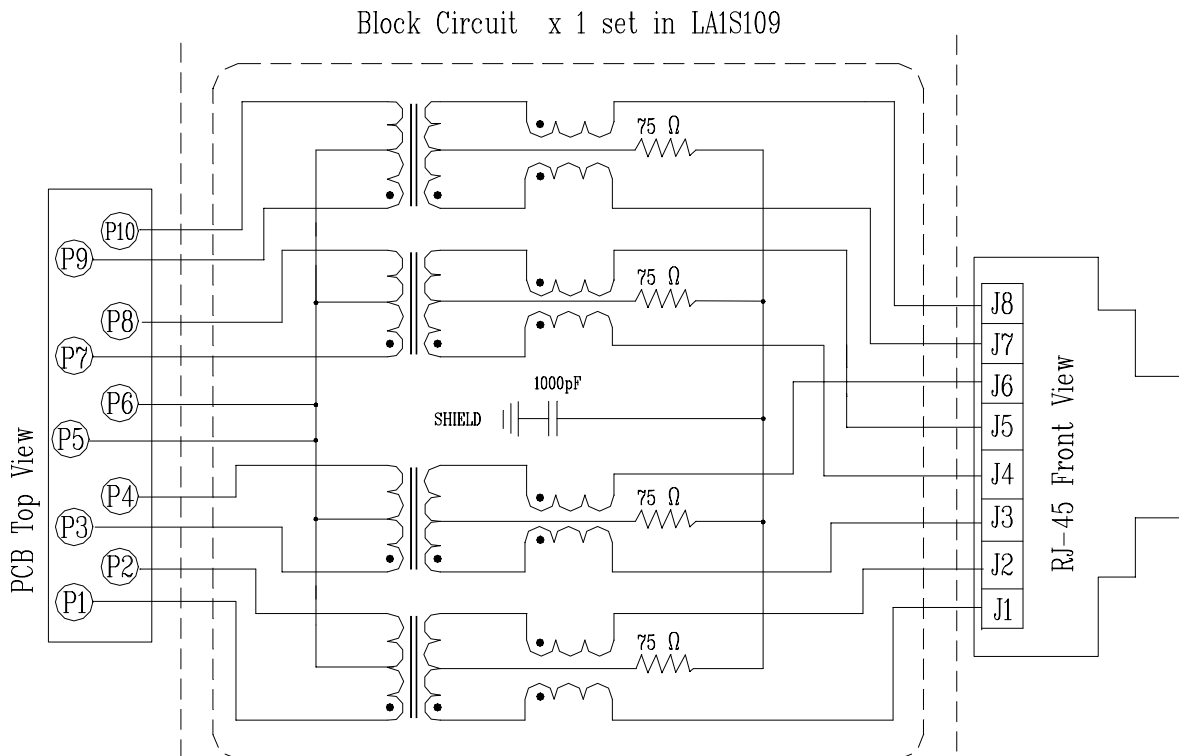 Block Circuit x 1 set in LA1S109
75 Ω
P10
P9
75 Ω
P8
J8
P7
J7
1000pF
J6
P6
SHIELD
J5
P5
J4
P4
75 Ω
J3
P3
P2
J2
P1
J1
75 Ω
PCB Top View
RJ-45 Front View